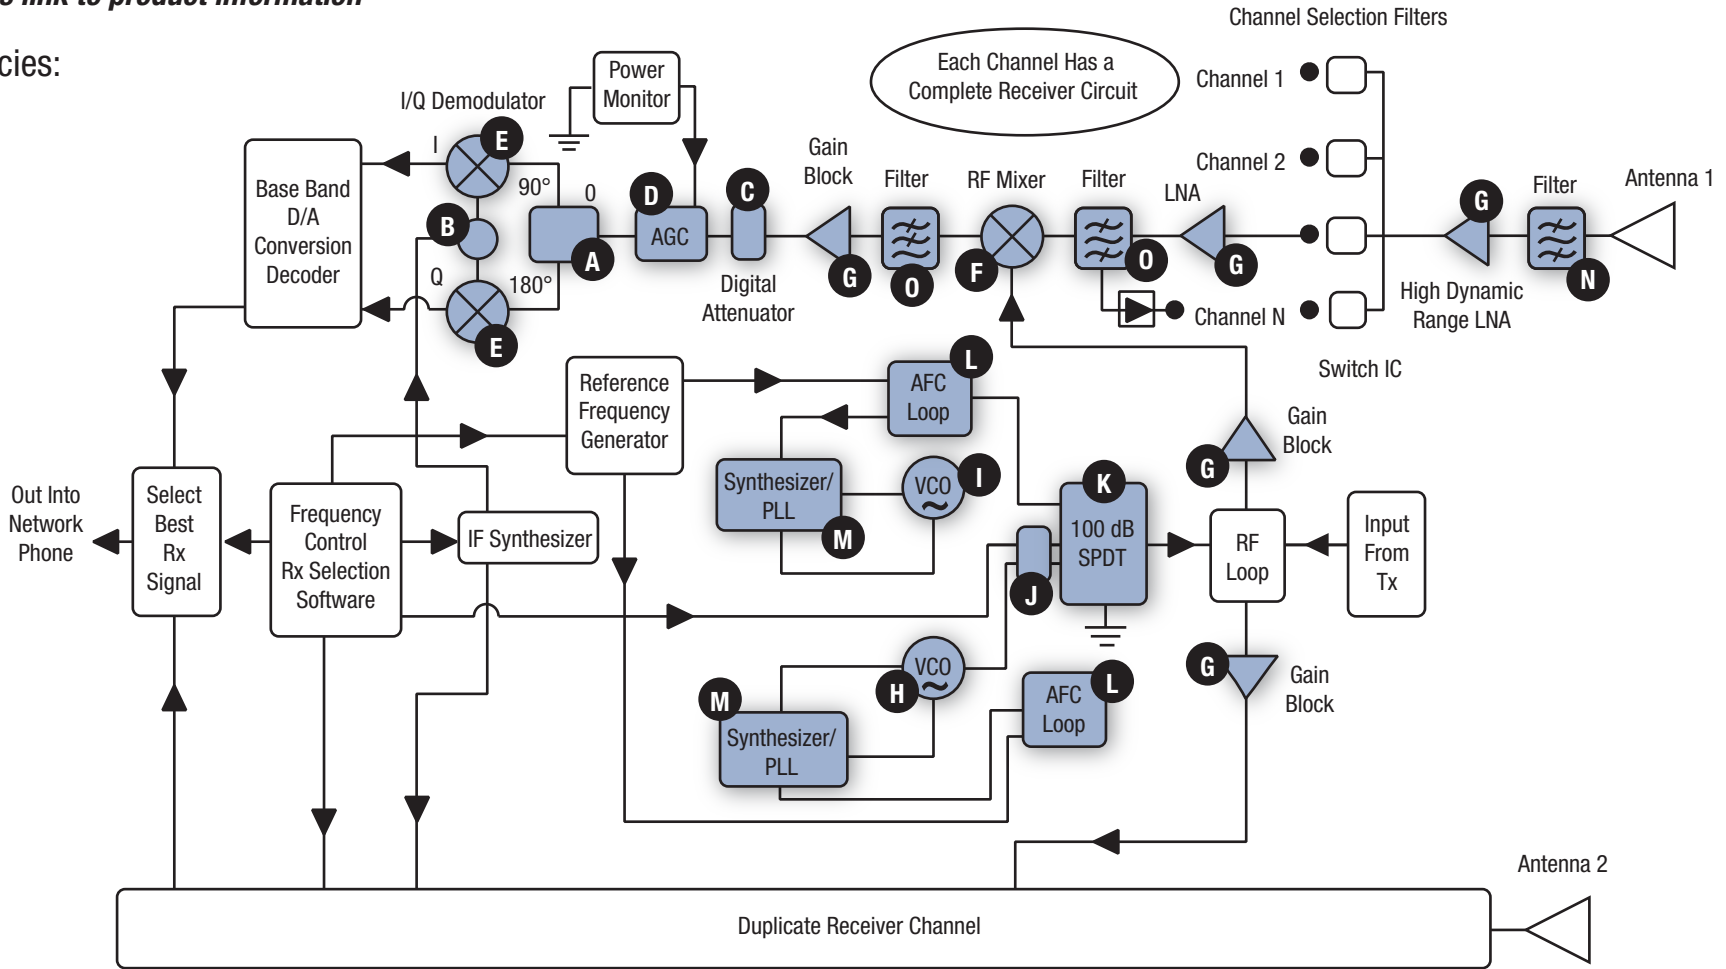 link to product information
cies:
Channel Selection Filters
Each Channel Has a
Complete Receiver Circuit
Channel 1
Channel 2
Channel N
Switch IC
Power
Monitor
I/Q Demodulator
I
Q
E
E
B
90°
0
180°
A
D
AGC
C
Digital
Attenuator
Gain
Block
G
Filter
O
RF Mixer
F
Filter
O
LNA
G
G
High Dynamic
Range LNA
Filter
N
Antenna 1
Base Band
D/A
Conversion
Decoder
Reference
Frequency
Generator
L
AFC
Loop
Synthesizer/
PLL
M
VCO
I
K
100 dB
SPDT
J
Gain
Block
G
RF
Loop
Input
From
Tx
G
Gain
Block
Out Into
Network
Phone
Select
Best
Rx
Signal
Frequency
Control
Rx Selection
Software
IF Synthesizer
VCO
H
M
Synthesizer/
PLL
L
AFC
Loop
Antenna 2
Duplicate Receiver Channel